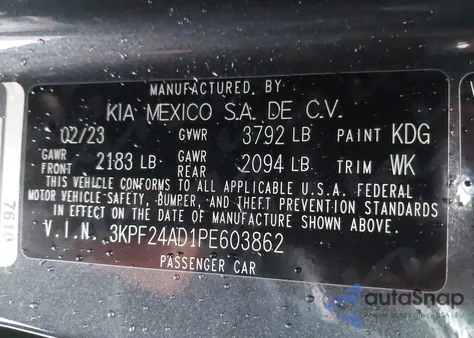 MANUFACTURED BY
KIA MEXICO S.A. DE C.V.
02/23 GVWR 3792 LB PAINT KDG
GAWR FRONT 2183 LB GAWR REAR 2094 LB TRIM WK
THIS VEHICLE CONFORMS TO ALL APPLICABLE U.S.A. FEDERAL
MOTOR VEHICLE SAFETY, BUMPER, AND THEFT PREVENTION STANDARDS
IN EFFECT ON THE DATE OF MANUFACTURE SHOWN ABOVE.
V.I.N. 3KPF24AD1PE603862
PASSENGER CAR
7610
autoSnap